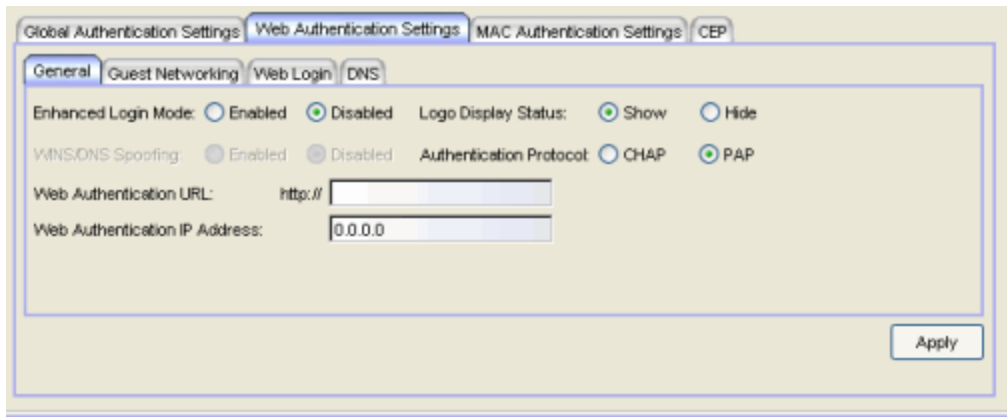 Global Authentication Settings Web Authentication Settings MAC Authentication Settings CEP
General Guest Networking Web Login DNS
Enhanced Login Mode: Enabled Disabled Logo Display Status: Show Hide
WINS/DNS Spoofing: Enabled Disabled Authentication Protocol: CHAP PAP
Web Authentication URL: http://
Web Authentication IP Address: 0.0.0.0
Apply